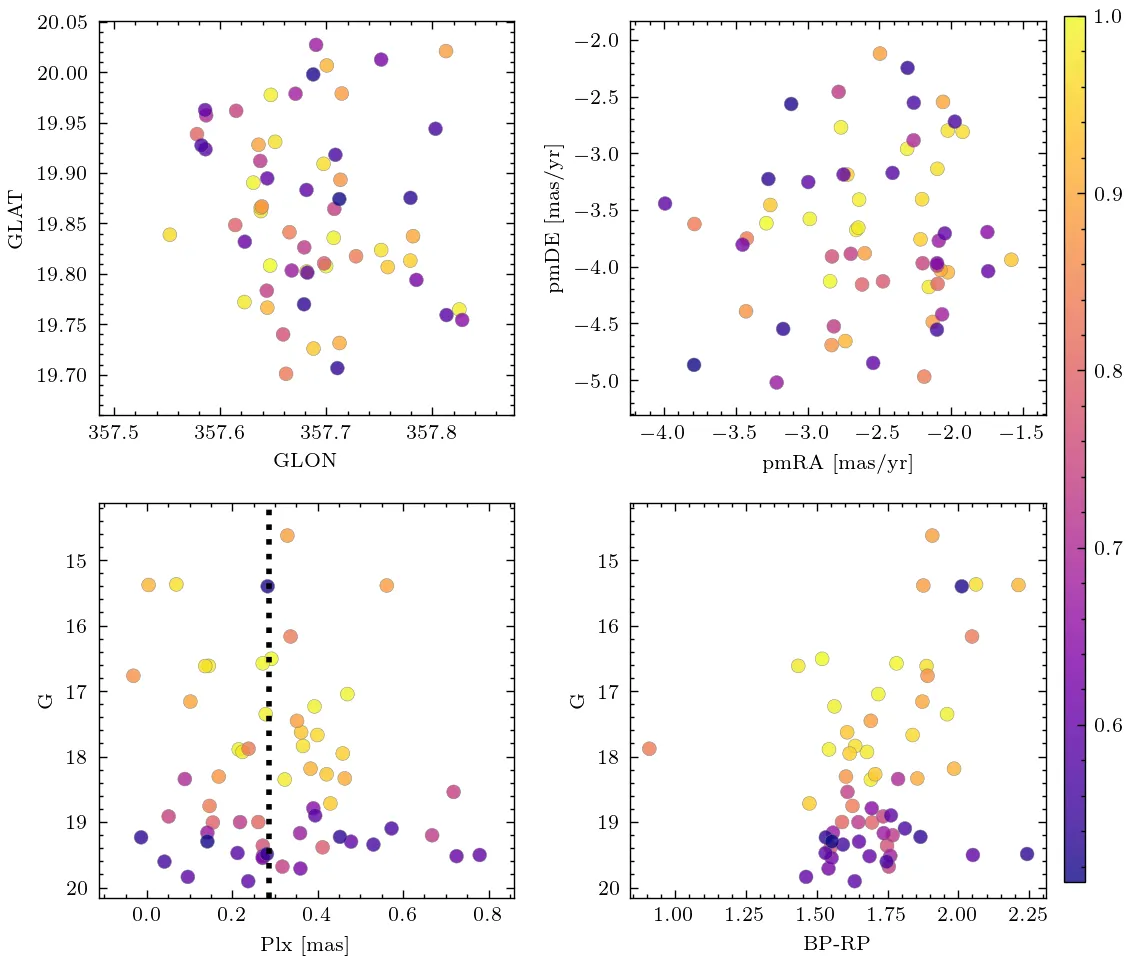 20.05
20.00
19.95
19.90
19.85
19.80
19.75
19.70
GLAT
357.5 357.6 357.7 357.8
GLON
−2.0
−2.5
−3.0
−3.5
−4.0
−4.5
−5.0
pmDE [mas/yr]
−4.0 −3.5 −3.0 −2.5 −2.0 −1.5
pmRA [mas/yr]
1.0
0.9
0.8
0.7
0.6
15
16
17
18
19
20
G
0.0 0.2 0.4 0.6 0.8
Plx [mas]
15
16
17
18
19
20
G
1.00 1.25 1.50 1.75 2.00 2.25
BP-RP